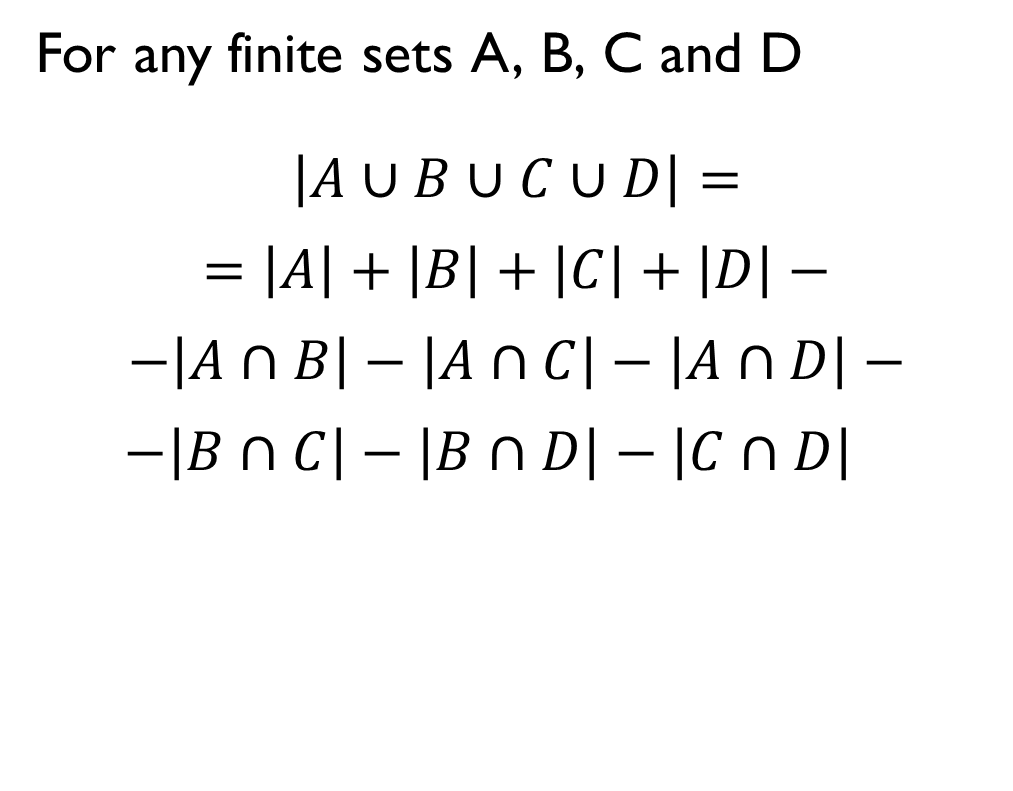 For any finite sets A, B, C and D
|A ∪ B ∪ C ∪ D| =
= |A| + |B| + |C| + |D| −
−|A ∩ B| − |A ∩ C| − |A ∩ D| −
−|B ∩ C| − |B ∩ D| − |C ∩ D|